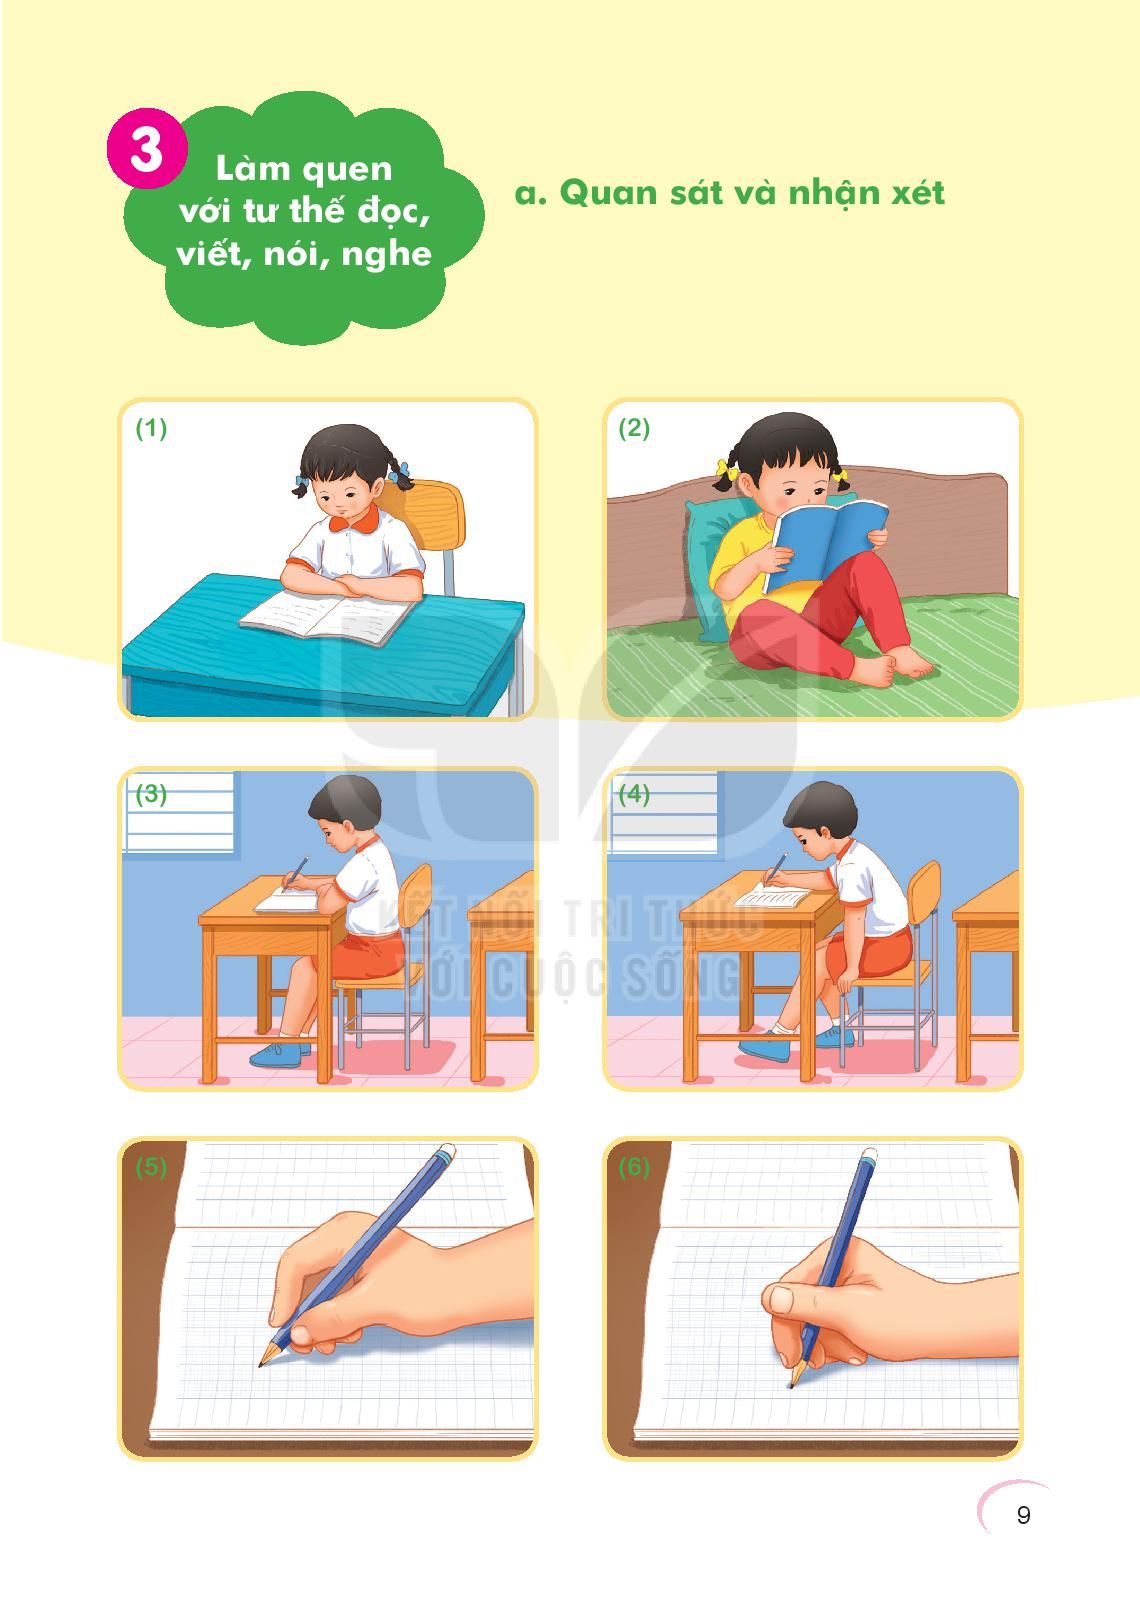 3
Làm quen
với tư thế đọc,
viết, nói, nghe
a. Quan sát và nhận xét
(1)
(2)
(3)
(4)
KẾT NỐI TRI THỨC
VỚI CUỘC SỐNG
(5)
(6)
9